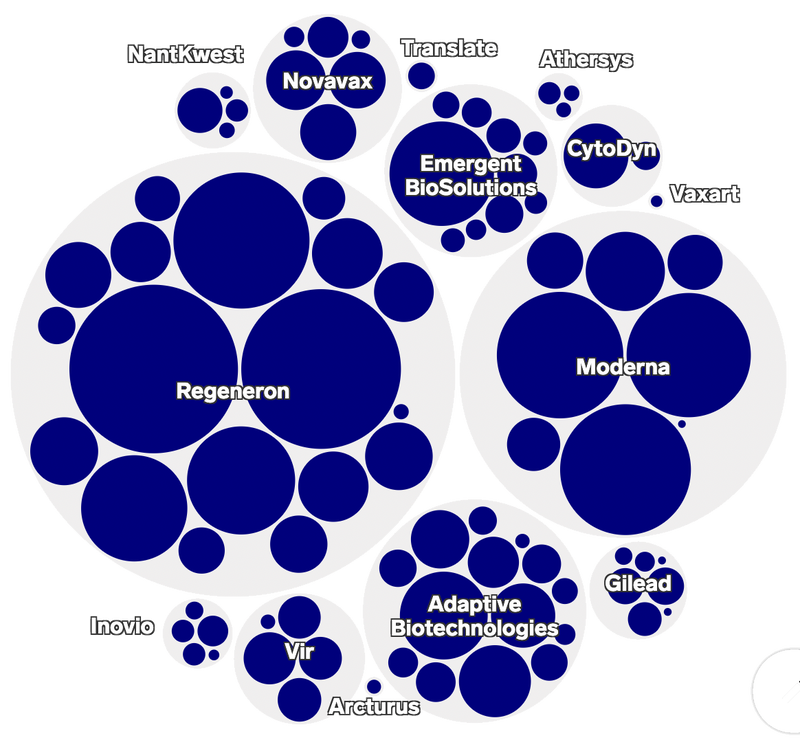 NantKwest
Novavax
Translate
Athersys
Emergent
BioSolutions
CytoDyn
Vaxart
Regeneron
Moderna
Inovio
Vir
Arcturus
Adaptive
Biotechnologies
Gilead